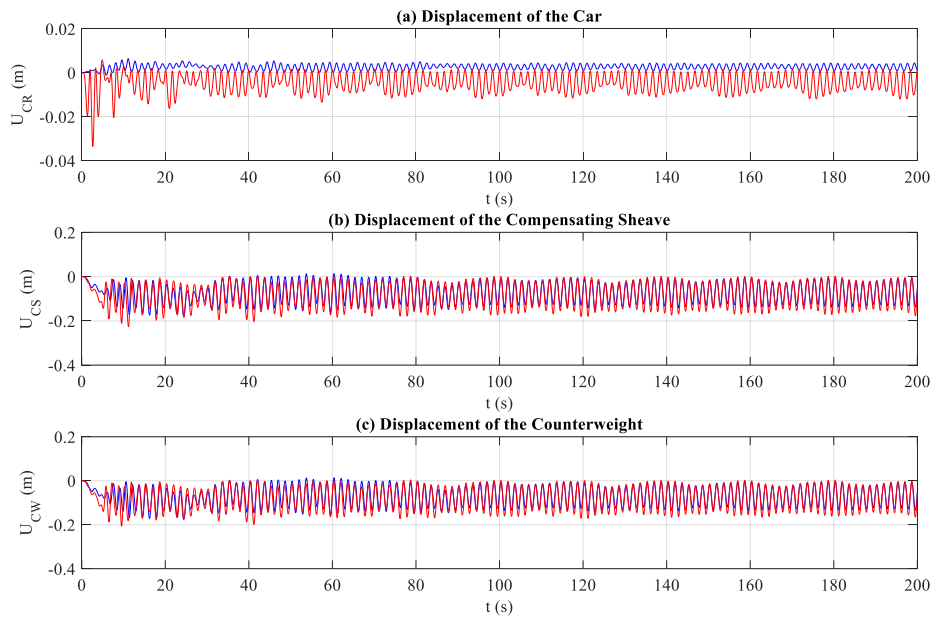 (a) Displacement of the Car
0.02
0
-0.02
-0.04
U_CR (m)
0 20 40 60 80 100 120 140 160 180 200
t (s)
(b) Displacement of the Compensating Sheave
0.2
0
-0.2
-0.4
U_CS (m)
0 20 40 60 80 100 120 140 160 180 200
t (s)
(c) Displacement of the Counterweight
0.2
0
-0.2
-0.4
U_CW (m)
0 20 40 60 80 100 120 140 160 180 200
t (s)